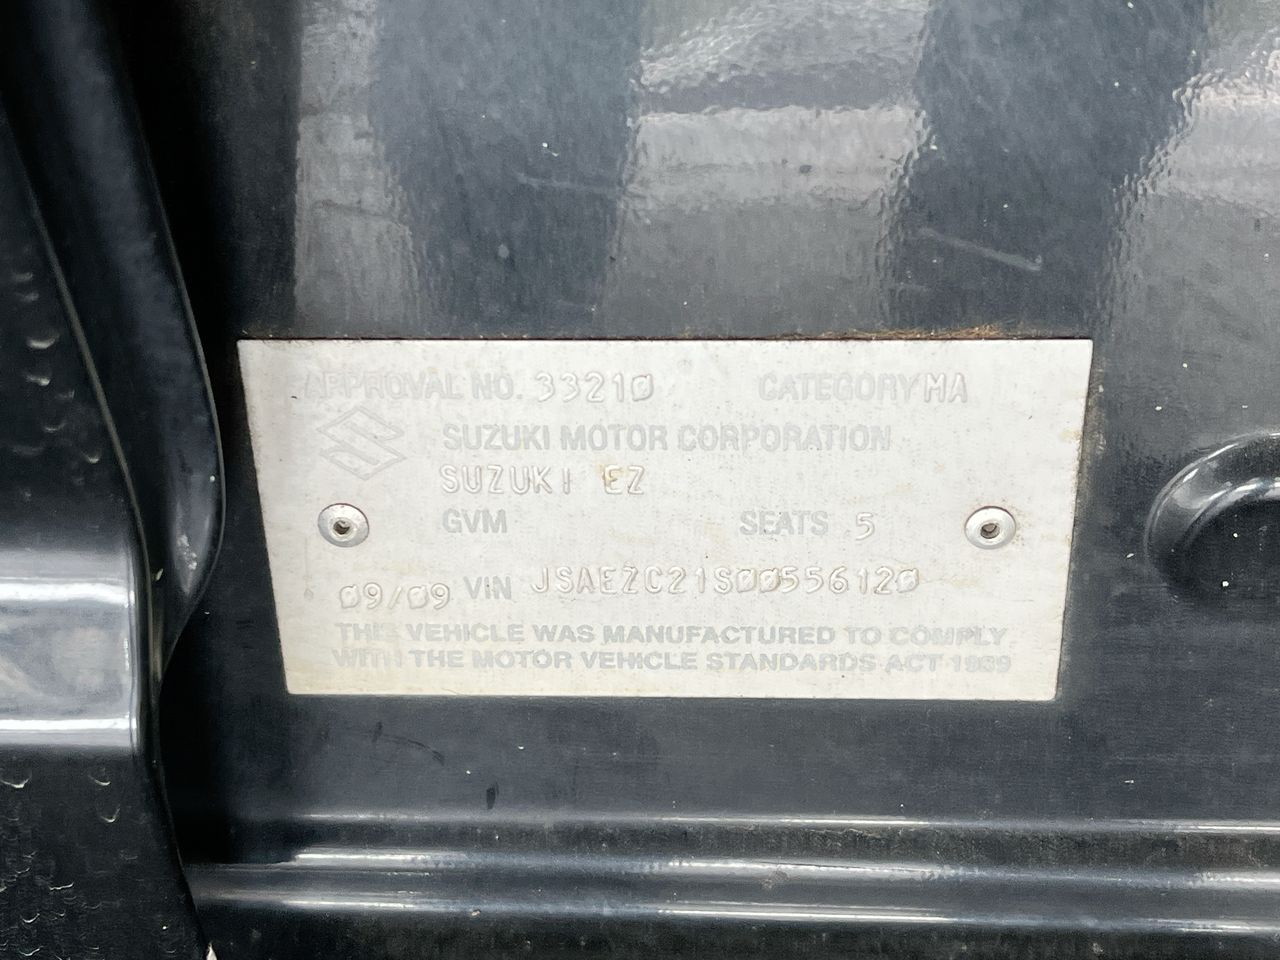 APPROVAL NO. 33210 CATEGORY MA
SUZUKI MOTOR CORPORATION
SUZUKI EZ
GVM SEATS 5
09/09 VIN JSAEZC21S00556120
THIS VEHICLE WAS MANUFACTURED TO COMPLY
WITH THE MOTOR VEHICLE STANDARDS ACT 1989